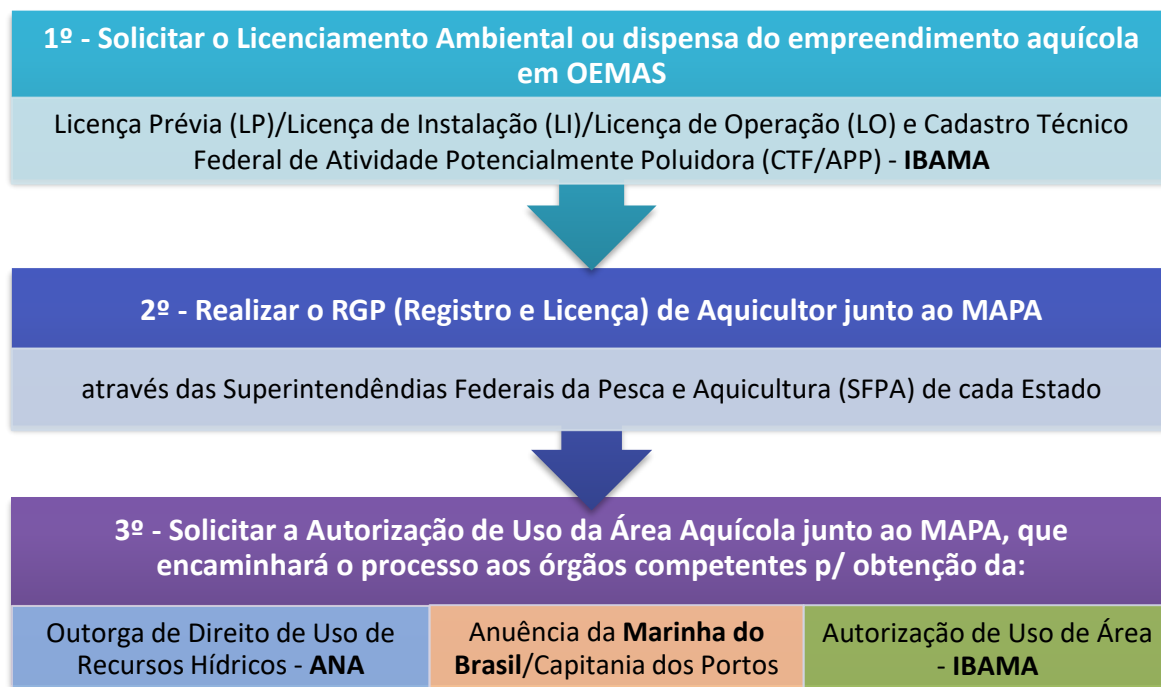 1º - Solicitar o Licenciamento Ambiental ou dispensa do empreendimento aquícola
em OEMAS
Licença Prévia (LP)/Licença de Instalação (LI)/Licença de Operação (LO) e Cadastro Técnico
Federal de Atividade Potencialmente Poluidora (CTF/APP) - IBAMA
2º - Realizar o RGP (Registro e Licença) de Aquicultor junto ao MAPA
através das Superintendêndias Federais da Pesca e Aquicultura (SFPA) de cada Estado
3º - Solicitar a Autorização de Uso da Área Aquícola junto ao MAPA, que
encaminhará o processo aos órgãos competentes p/ obtenção da:
Outorga de Direito de Uso de
Recursos Hídricos - ANA
Anuência da Marinha do
Brasil/Capitania dos Portos
Autorização de Uso de Área
- IBAMA